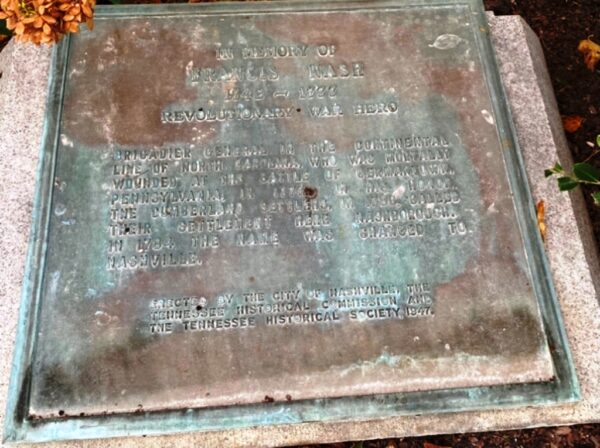 IN MEMORY OF
FRANCIS NASH
1742 ~ 1777
REVOLUTIONARY WAR HERO
BRIGADIER GENERAL IN THE CONTINENTAL
LINE OF NORTH CAROLINA, WHO WAS MORTALLY
WOUNDED AT THE BATTLE OF GERMANTOWN,
PENNSYLVANIA, IN 1777. IN HIS HONOR,
THE CUMBERLAND SETTLERS, IN 1780, CALLED
THEIR SETTLEMENT HERE NASHBOROUGH.
IN 1784, THE NAME WAS CHANGED TO
NASHVILLE.
ERECTED BY THE CITY OF NASHVILLE, THE
TENNESSEE HISTORICAL COMMISSION AND
THE TENNESSEE HISTORICAL SOCIETY, 1947.